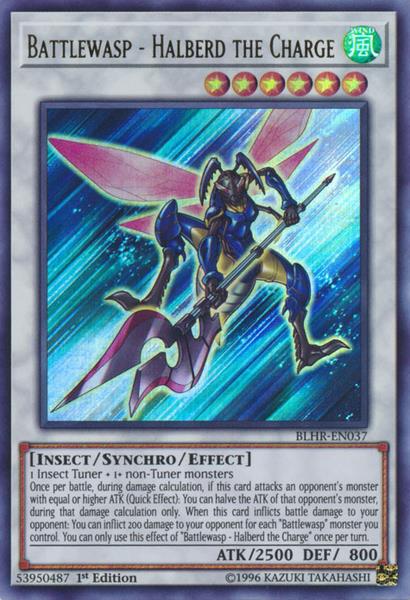 BATTLEWASP - HALBERD THE CHARGE
WIND
風
BLHR-EN037
[INSECT/SYNCHRO/EFFECT]
1 Insect Tuner + 1+ non-Tuner monsters
Once per battle, during damage calculation, if this card attacks an opponent's monster
with equal or higher ATK (Quick Effect): You can halve the ATK of that opponent's monster,
during that damage calculation only. When this card inflicts battle damage to your
opponent: You can inflict 200 damage to your opponent for each "Battlewasp" monster you
control. You can only use this effect of "Battlewasp - Halberd the Charge" once per turn.
ATK/2500 DEF/ 800
53950487 1st Edition
©1996 KAZUKI TAKAHASHI